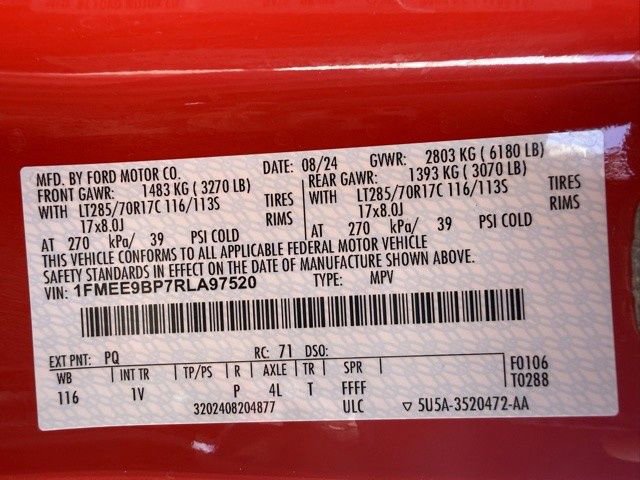 MFD. BY FORD MOTOR CO. DATE: 08/24 GVWR: 2803 KG ( 6180 LB)
FRONT GAWR: 1483 KG ( 3270 LB) REAR GAWR: 1393 KG ( 3070 LB)
WITH LT285/70R17C 116/113S TIRES WITH LT285/70R17C 116/113S TIRES
17x8.0J RIMS 17x8.0J RIMS
AT 270 kPa/ 39 PSI COLD AT 270 kPa/ 39 PSI COLD
THIS VEHICLE CONFORMS TO ALL APPLICABLE FEDERAL MOTOR VEHICLE
SAFETY STANDARDS IN EFFECT ON THE DATE OF MANUFACTURE SHOWN ABOVE.
VIN: 1FMEE9BP7RLA97520 TYPE: MPV
EXT PNT: PQ RC: 71 DSO:
WB INT TR TP/PS R AXLE TR SPR F0106
116 1V P 4L T FFFF T0288
3202408204877 ULC ▽ 5U5A-3520472-AA